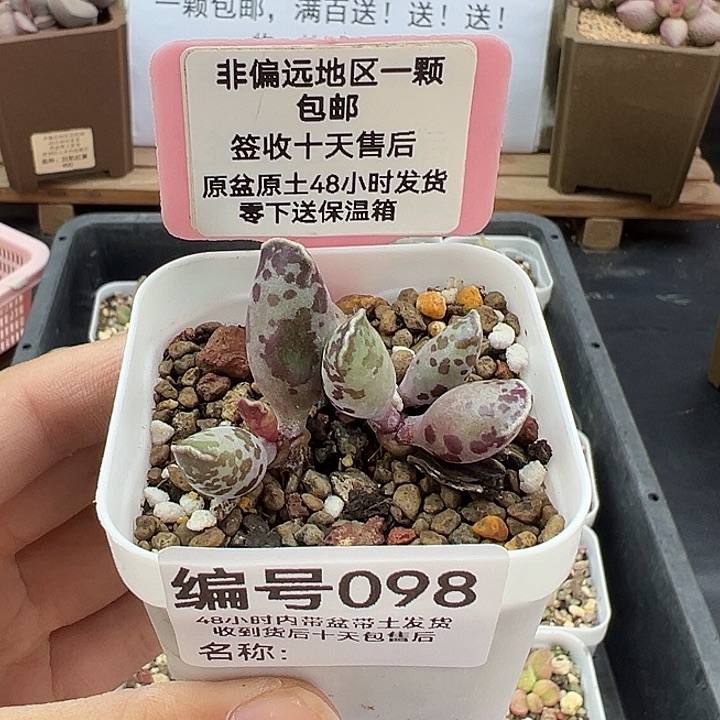 一颗包邮，满百送！送！送！
非偏远地区一颗
包邮
签收十天售后
原盆原土48小时发货
零下送保温箱
编号098
48小时内带盆带土发货
收到货后十天包售后
名称：